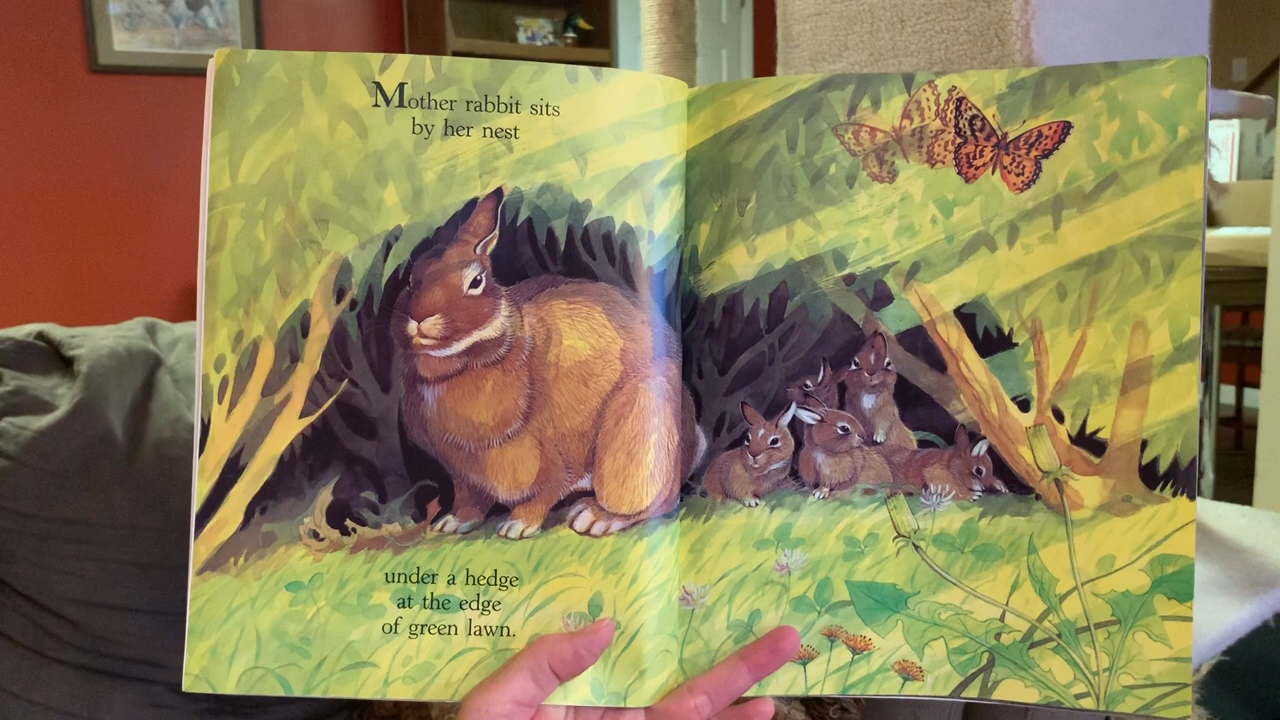 Mother rabbit sits
by her nest
under a hedge
at the edge
of green lawn.